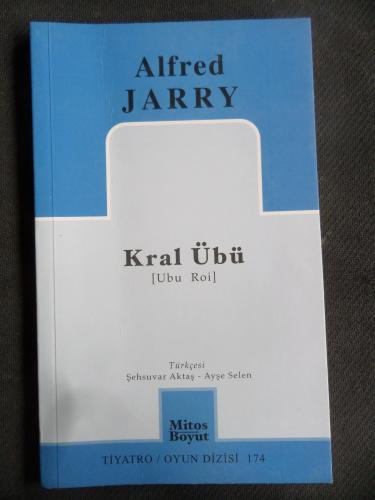 Alfred
JARRY
Kral Übü
[Ubu Roi]
Türkçesi
Şehsuvar Aktaş - Ayşe Selen
Mitos
Boyut
TİYATRO / OYUN DİZİSİ 174